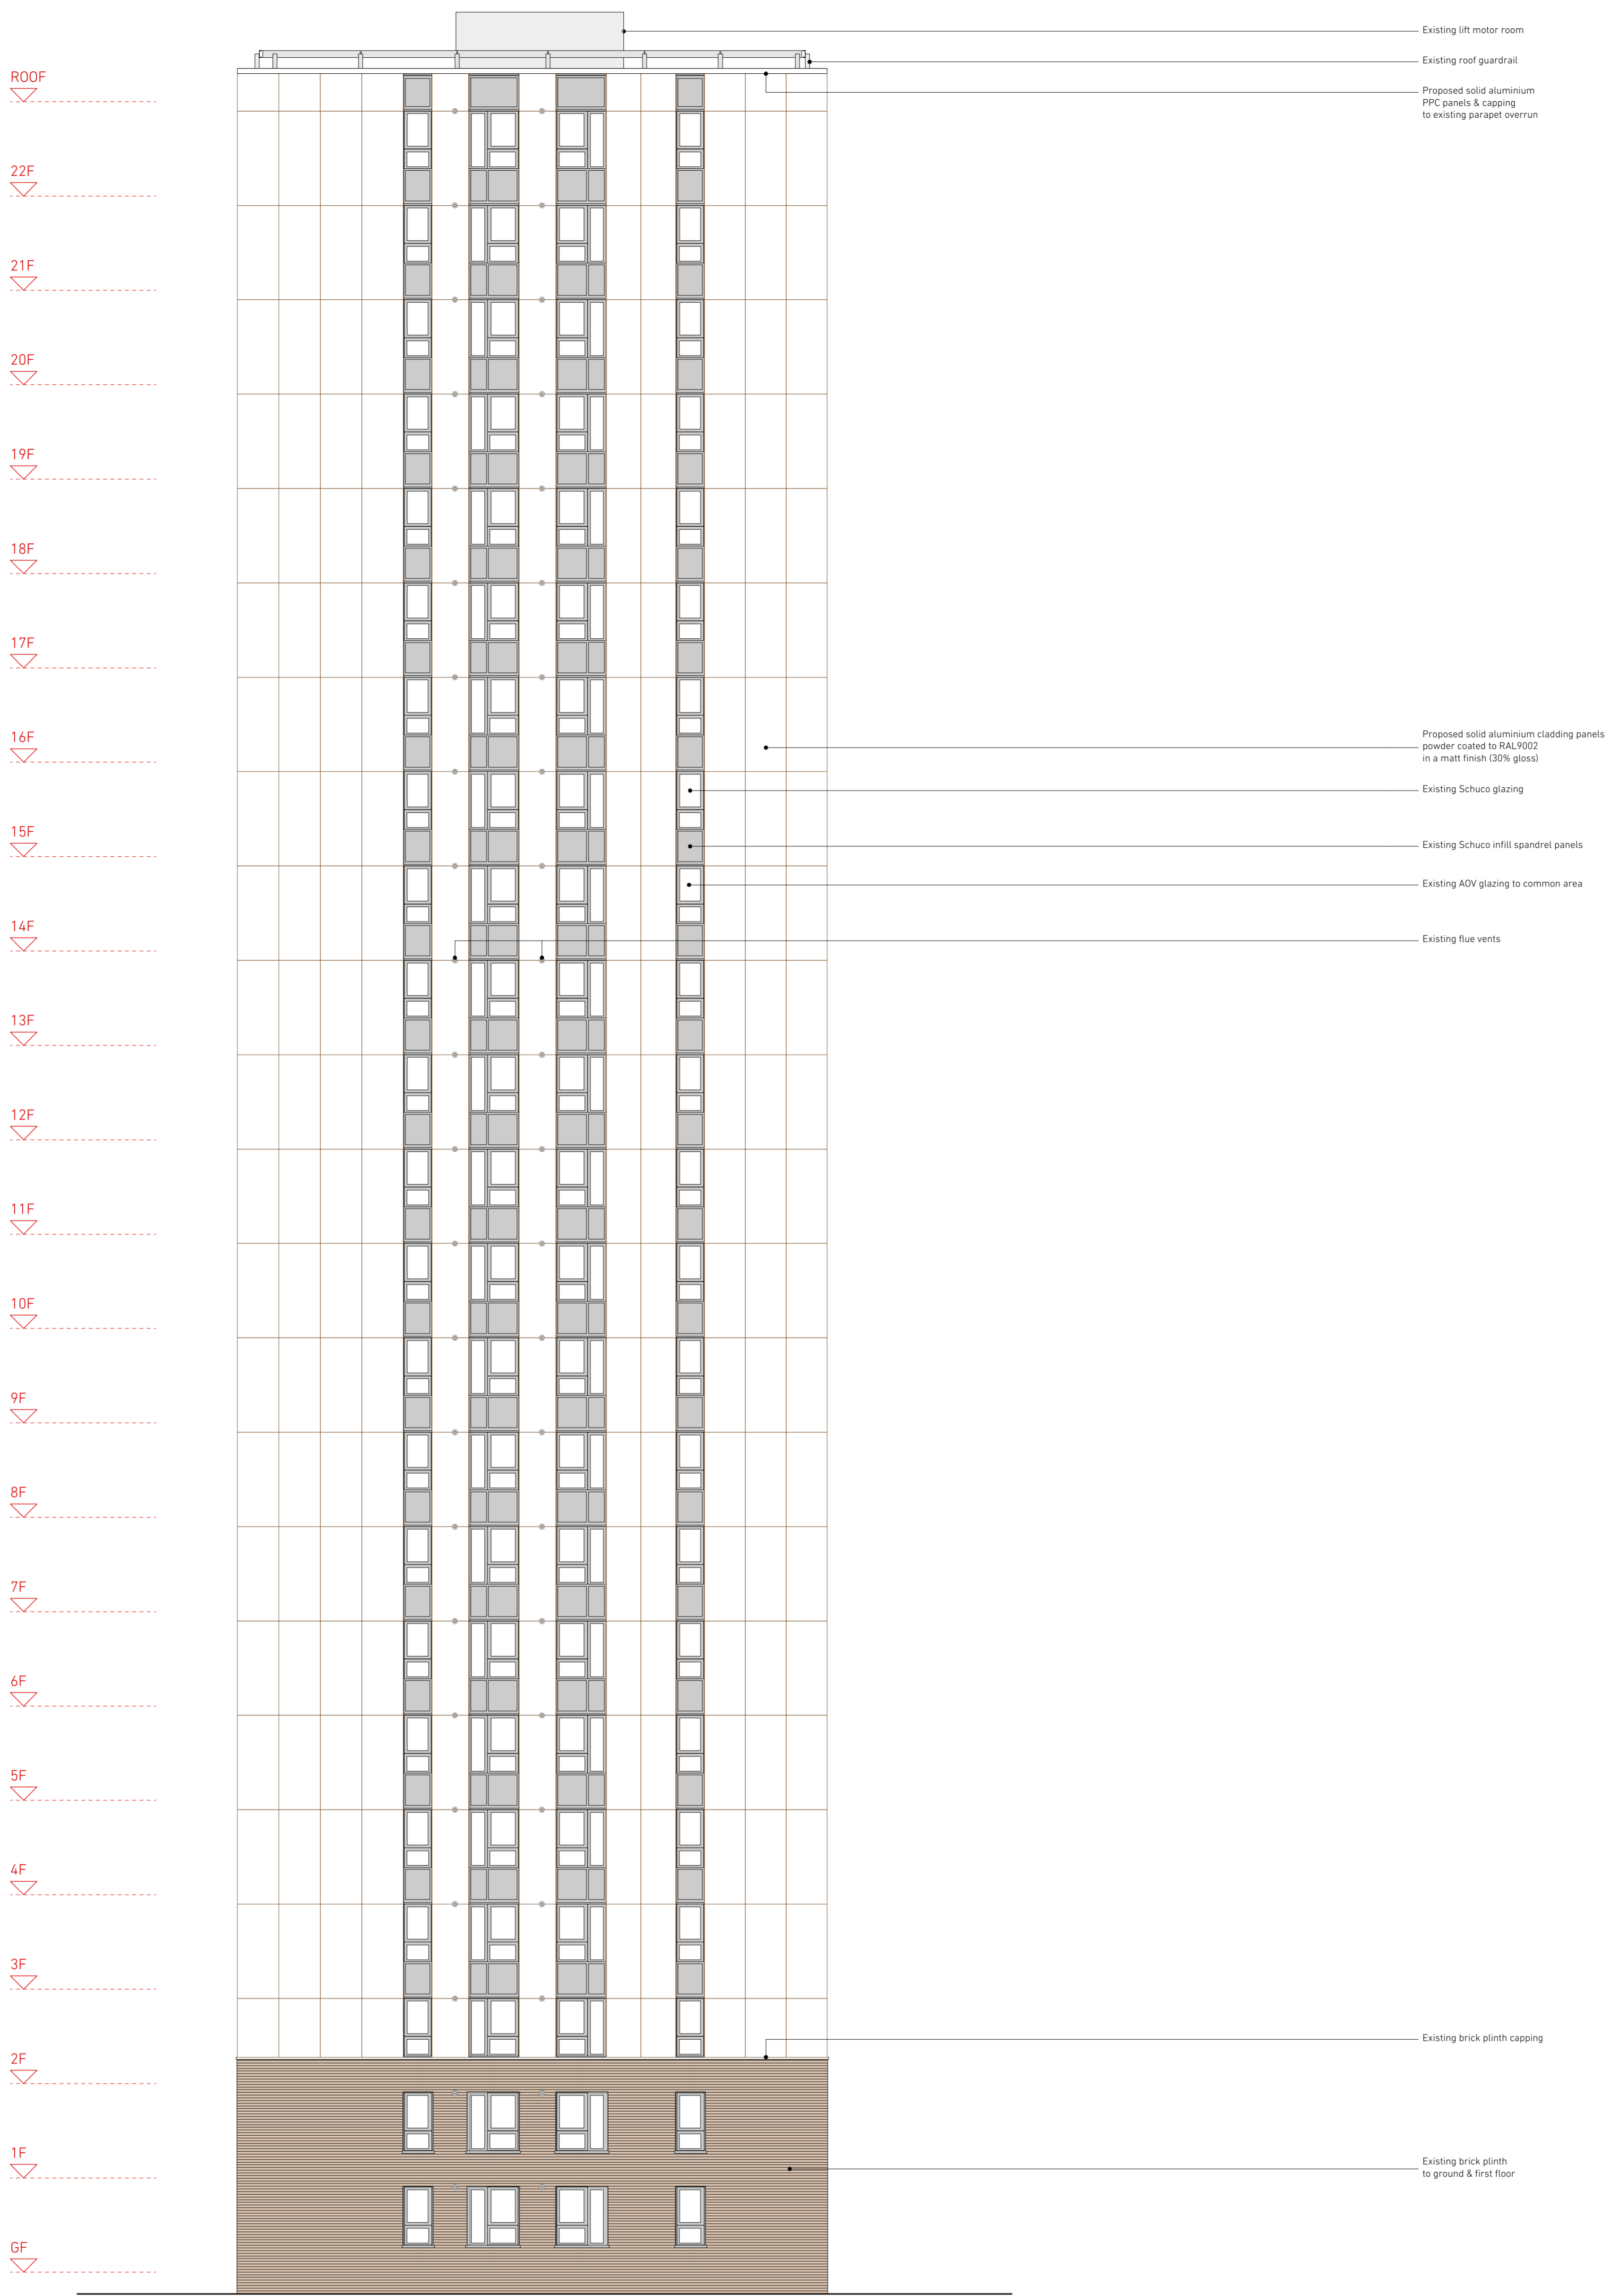 Existing lift motor room
Existing roof guardrail
ROOF
Proposed solid aluminium
PPC panels & capping
to existing parapet overrun
22F
21F
20F
19F
18F
17F
16F
Proposed solid aluminium cladding panels
powder coated to RAL9002
in a matt finish (30% gloss)
Existing Schuco glazing
15F
Existing Schuco infill spandrel panels
Existing AOV glazing to common area
14F
Existing flue vents
13F
12F
11F
10F
9F
8F
7F
6F
5F
4F
3F
Existing brick plinth capping
2F
1F
Existing brick plinth
to ground & first floor
GF